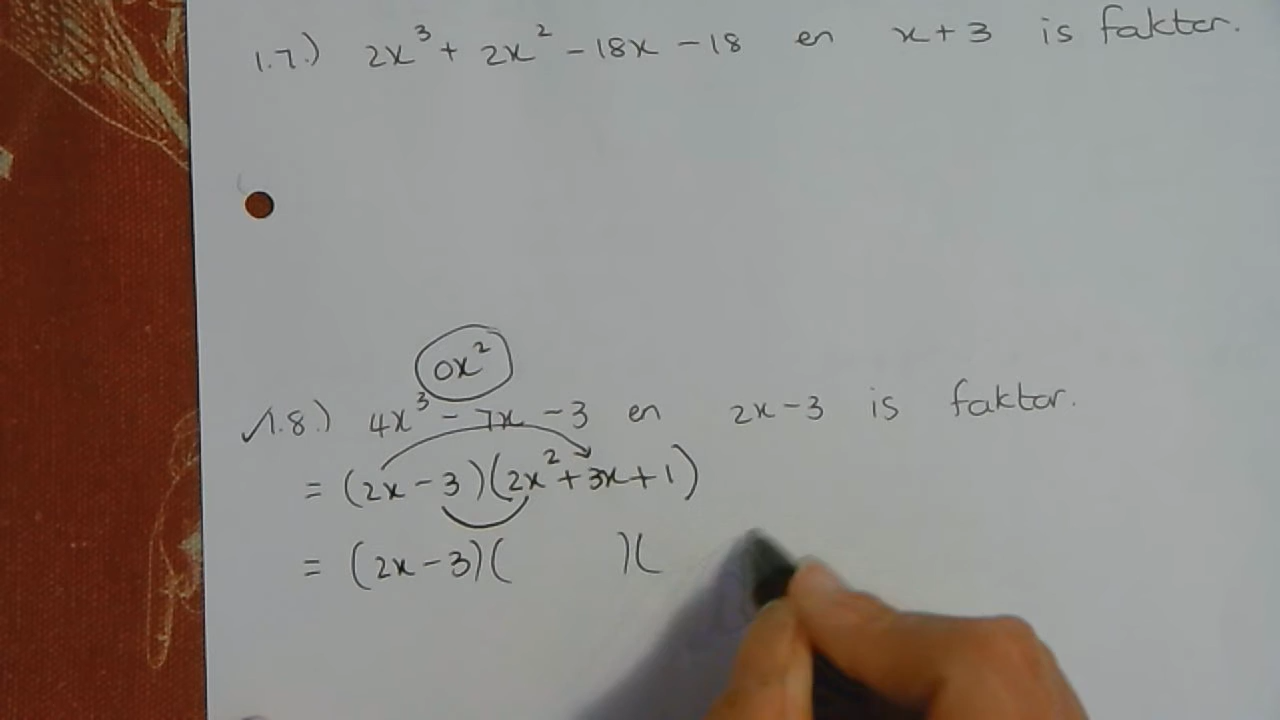 1.7.) 2x³ + 2x² - 18x - 18 en x + 3 is faktor.
0x²
✓1.8.) 4x³ - 7x - 3 en 2x - 3 is faktor.
= (2x - 3)(2x² + 3x + 1)
= (2x - 3)( )(